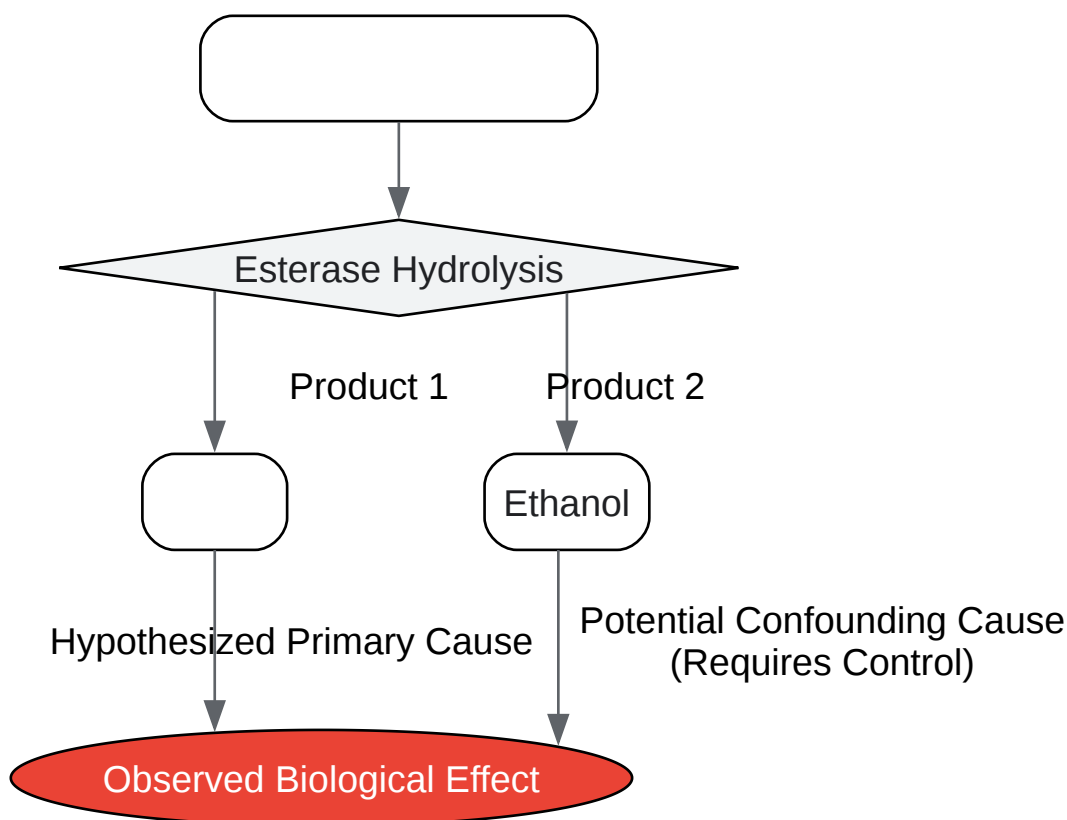 Esterase Hydrolysis
Product 1
Product 2
Ethanol
Hypothesized Primary Cause
Potential Confounding Cause
(Requires Control)
Observed Biological Effect